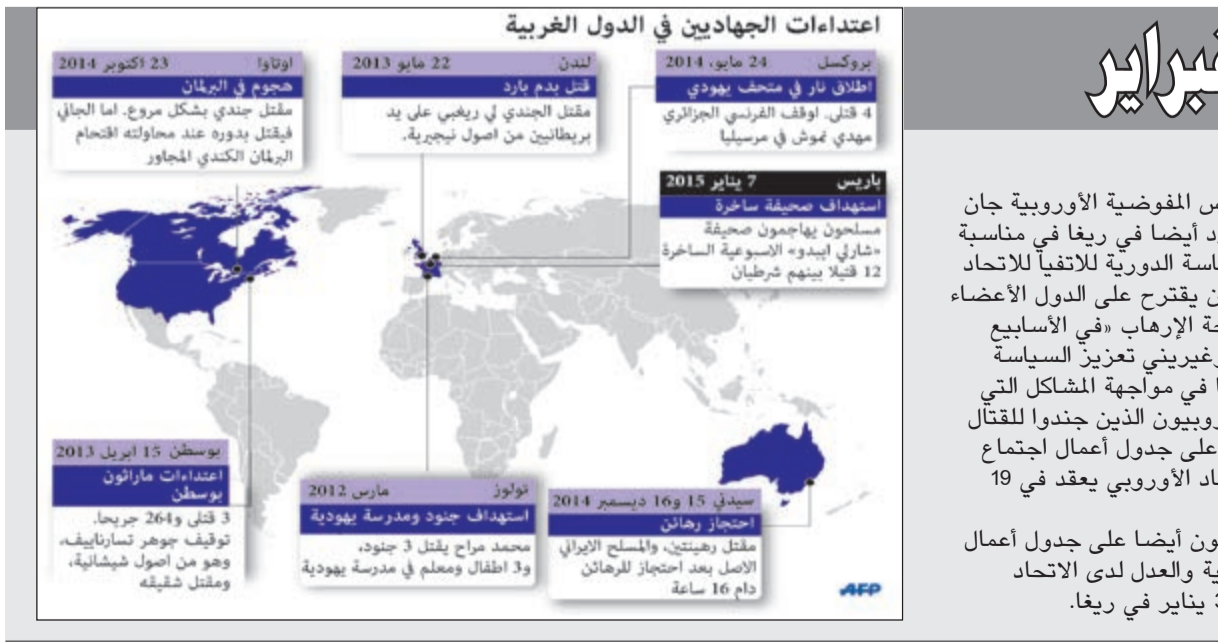 اعتداءات الجهاديين في الدول الغربية
بروكسل 24 مايو، 2014
اطلاق نار في متحف يهودي
4 قتلى. اوقف الفرنسي الجزائري
مهدي نموش في مرسيليا
لندن 22 مايو 2013
قتل بدم بارد
مقتل الجندي لي ريغبي على يد
بريطانيين من اصول نيجيرية.
اوتاوا 23 اكتوبر 2014
هجوم في البرلمان
مقتل جندي بشكل مروع. اما الجاني
فيقتل بدوره عند محاولته اقتحام
البرلمان الكندي المجاور
باريس 7 يناير 2015
استهداف صحيفة ساخرة
مسلحون يهاجمون صحيفة
«شارلي ايبدو» الاسبوعية الساخرة
12 قتيلا بينهم شرطيان
سيدني 15 و16 ديسمبر 2014
احتجاز رهائن
مقتل رهينتين، والمسلح الايراني
الاصل بعد احتجاز للرهائن
دام 16 ساعة
تولوز مارس 2012
استهداف جنود ومدرسة يهودية
محمد مراح يقتل 3 جنود،
و3 اطفال ومعلم في مدرسة يهودية
بوسطن 15 ابريل 2013
اعتداءات ماراثون
بوسطن
3 قتلى و264 جريحا.
توقيف جوهر تسارناييف،
وهو من اصول شيشانية،
ومقتل شقيقه
AFP
المفوضية الأوروبية جان
أيضا في ريغا في مناسبة
الدورية للاتفيا للاتحاد
يقترح على الدول الأعضاء
الإرهاب «في الأسابيع
تعزيز السياسة
في مواجهة المشاكل التي
الذين جندوا للقتال
على جدول أعمال اجتماع
الأوروبي يعقد في 19
أيضا على جدول أعمال
والعدل لدى الاتحاد
يناير في ريغا.